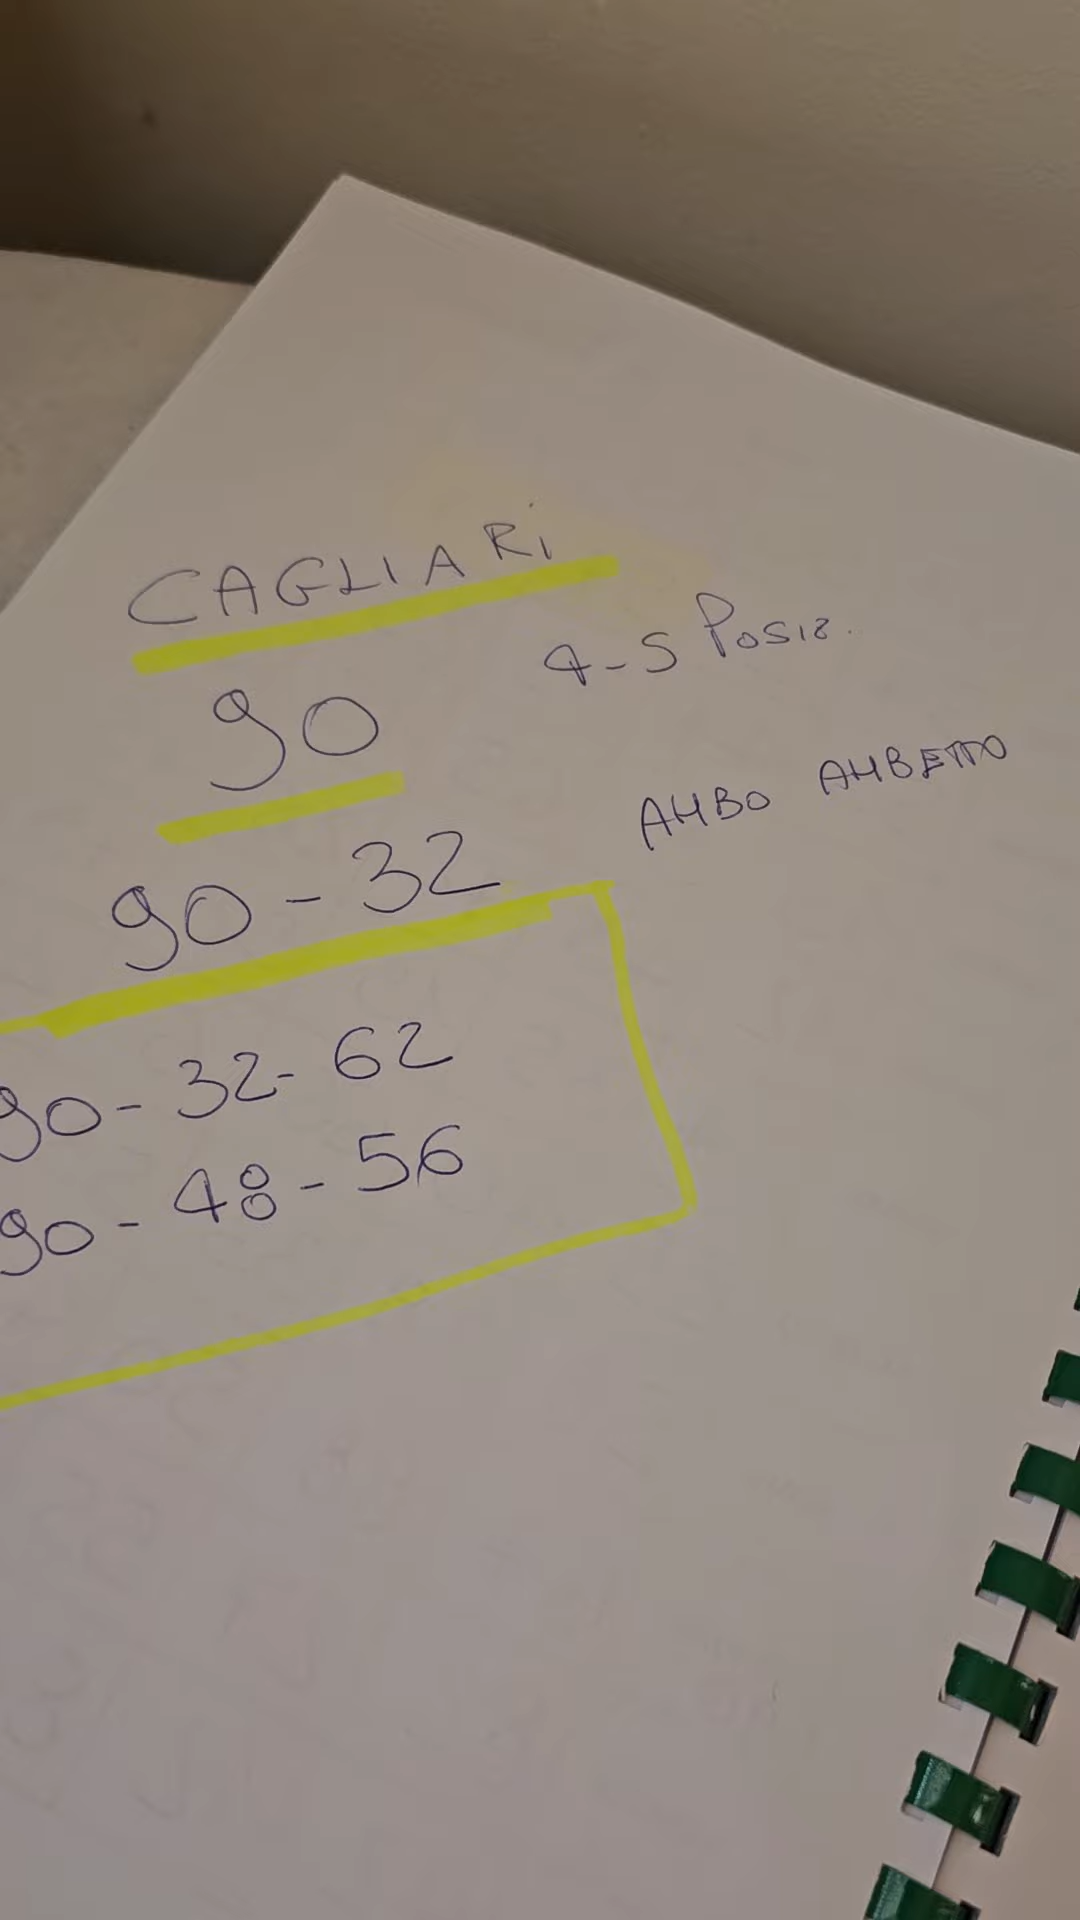 CAGLIARi
90 4-5 Posiz.
90-32 AMBO AMBETTO
90-32-62
90-48-56